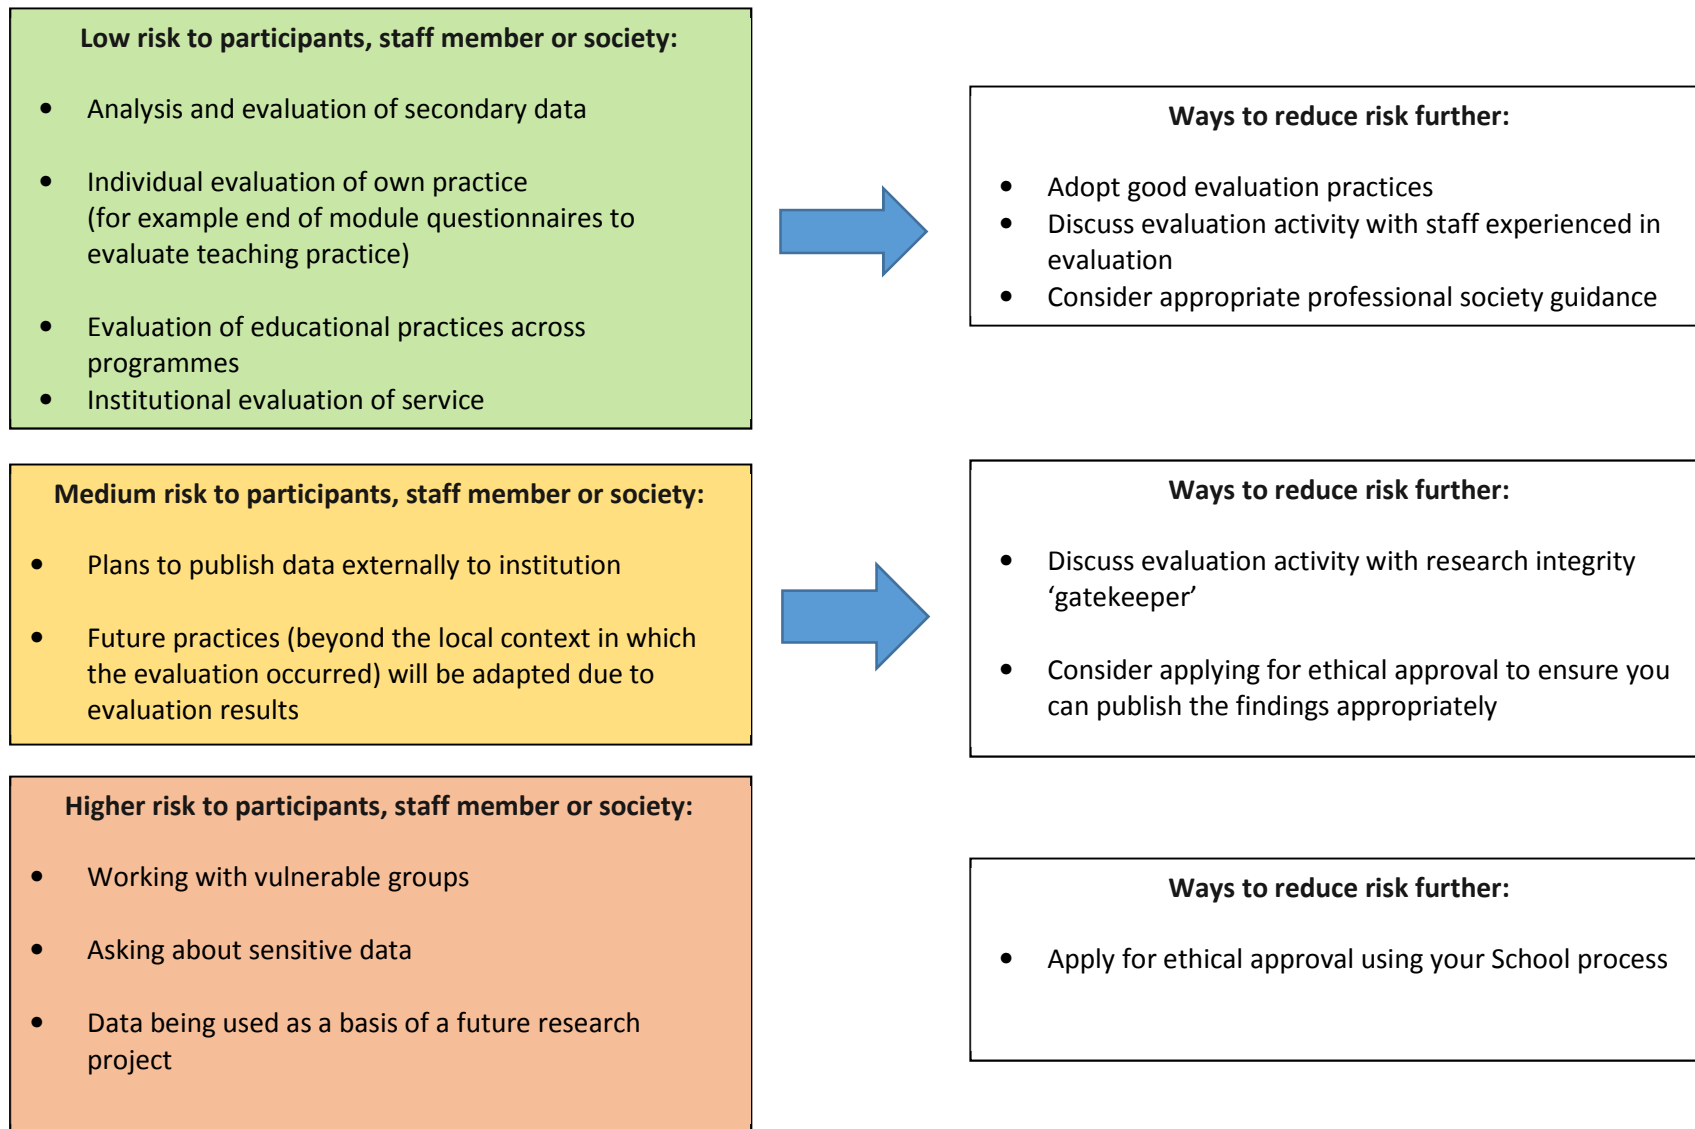 Low risk to participants, staff member or society:
• Analysis and evaluation of secondary data
• Individual evaluation of own practice
(for example end of module questionnaires to
evaluate teaching practice)
• Evaluation of educational practices across
programmes
• Institutional evaluation of service
Ways to reduce risk further:
• Adopt good evaluation practices
• Discuss evaluation activity with staff experienced in
evaluation
• Consider appropriate professional society guidance
Medium risk to participants, staff member or society:
• Plans to publish data externally to institution
• Future practices (beyond the local context in which
the evaluation occurred) will be adapted due to
evaluation results
Ways to reduce risk further:
• Discuss evaluation activity with research integrity
‘gatekeeper’
• Consider applying for ethical approval to ensure you
can publish the findings appropriately
Higher risk to participants, staff member or society:
• Working with vulnerable groups
• Asking about sensitive data
• Data being used as a basis of a future research
project
Ways to reduce risk further:
• Apply for ethical approval using your School process